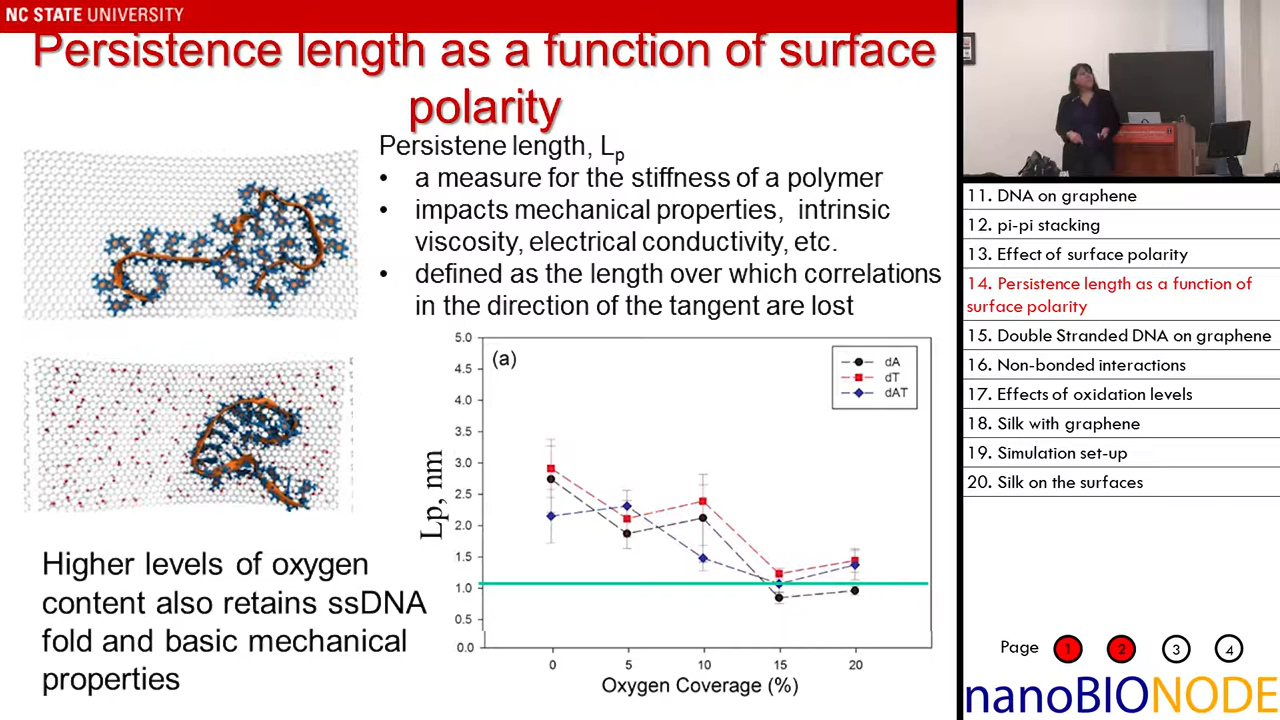 NC STATE UNIVERSITY
Persistence length as a function of surface
polarity
Persistene length, Lp
• a measure for the stiffness of a polymer
• impacts mechanical properties, intrinsic
viscosity, electrical conductivity, etc.
• defined as the length over which correlations
in the direction of the tangent are lost
(a)
dA
dT
dAT
5.0
4.5
4.0
3.5
3.0
2.5
2.0
1.5
1.0
0.5
0.0
Lp, nm
0 5 10 15 20
Oxygen Coverage (%)
Higher levels of oxygen
content also retains ssDNA
fold and basic mechanical
properties
11. DNA on graphene
12. pi-pi stacking
13. Effect of surface polarity
14. Persistence length as a function of
surface polarity
15. Double Stranded DNA on graphene
16. Non-bonded interactions
17. Effects of oxidation levels
18. Silk with graphene
19. Simulation set-up
20. Silk on the surfaces
Page 1 2 3 4
nanoBIONODE